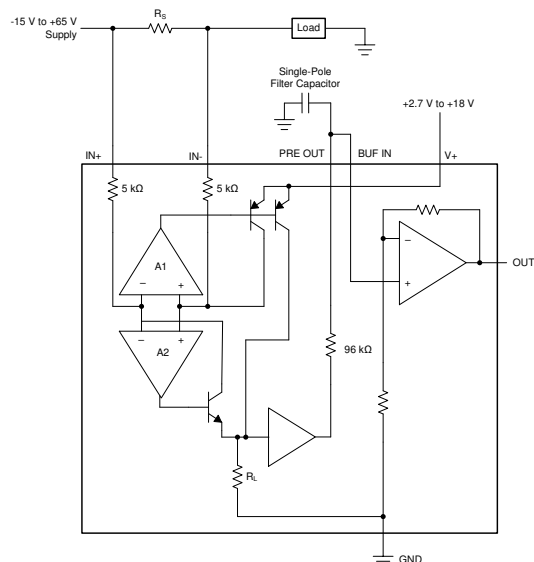 -15 V to +65 V
Supply
RS
Load
Single-Pole
Filter Capacitor
+2.7 V to +18 V
IN+
IN-
PRE OUT
BUF IN
V+
5 kΩ
5 kΩ
A1
− +
− +
A2
−
+
OUT
96 kΩ
RL
GND